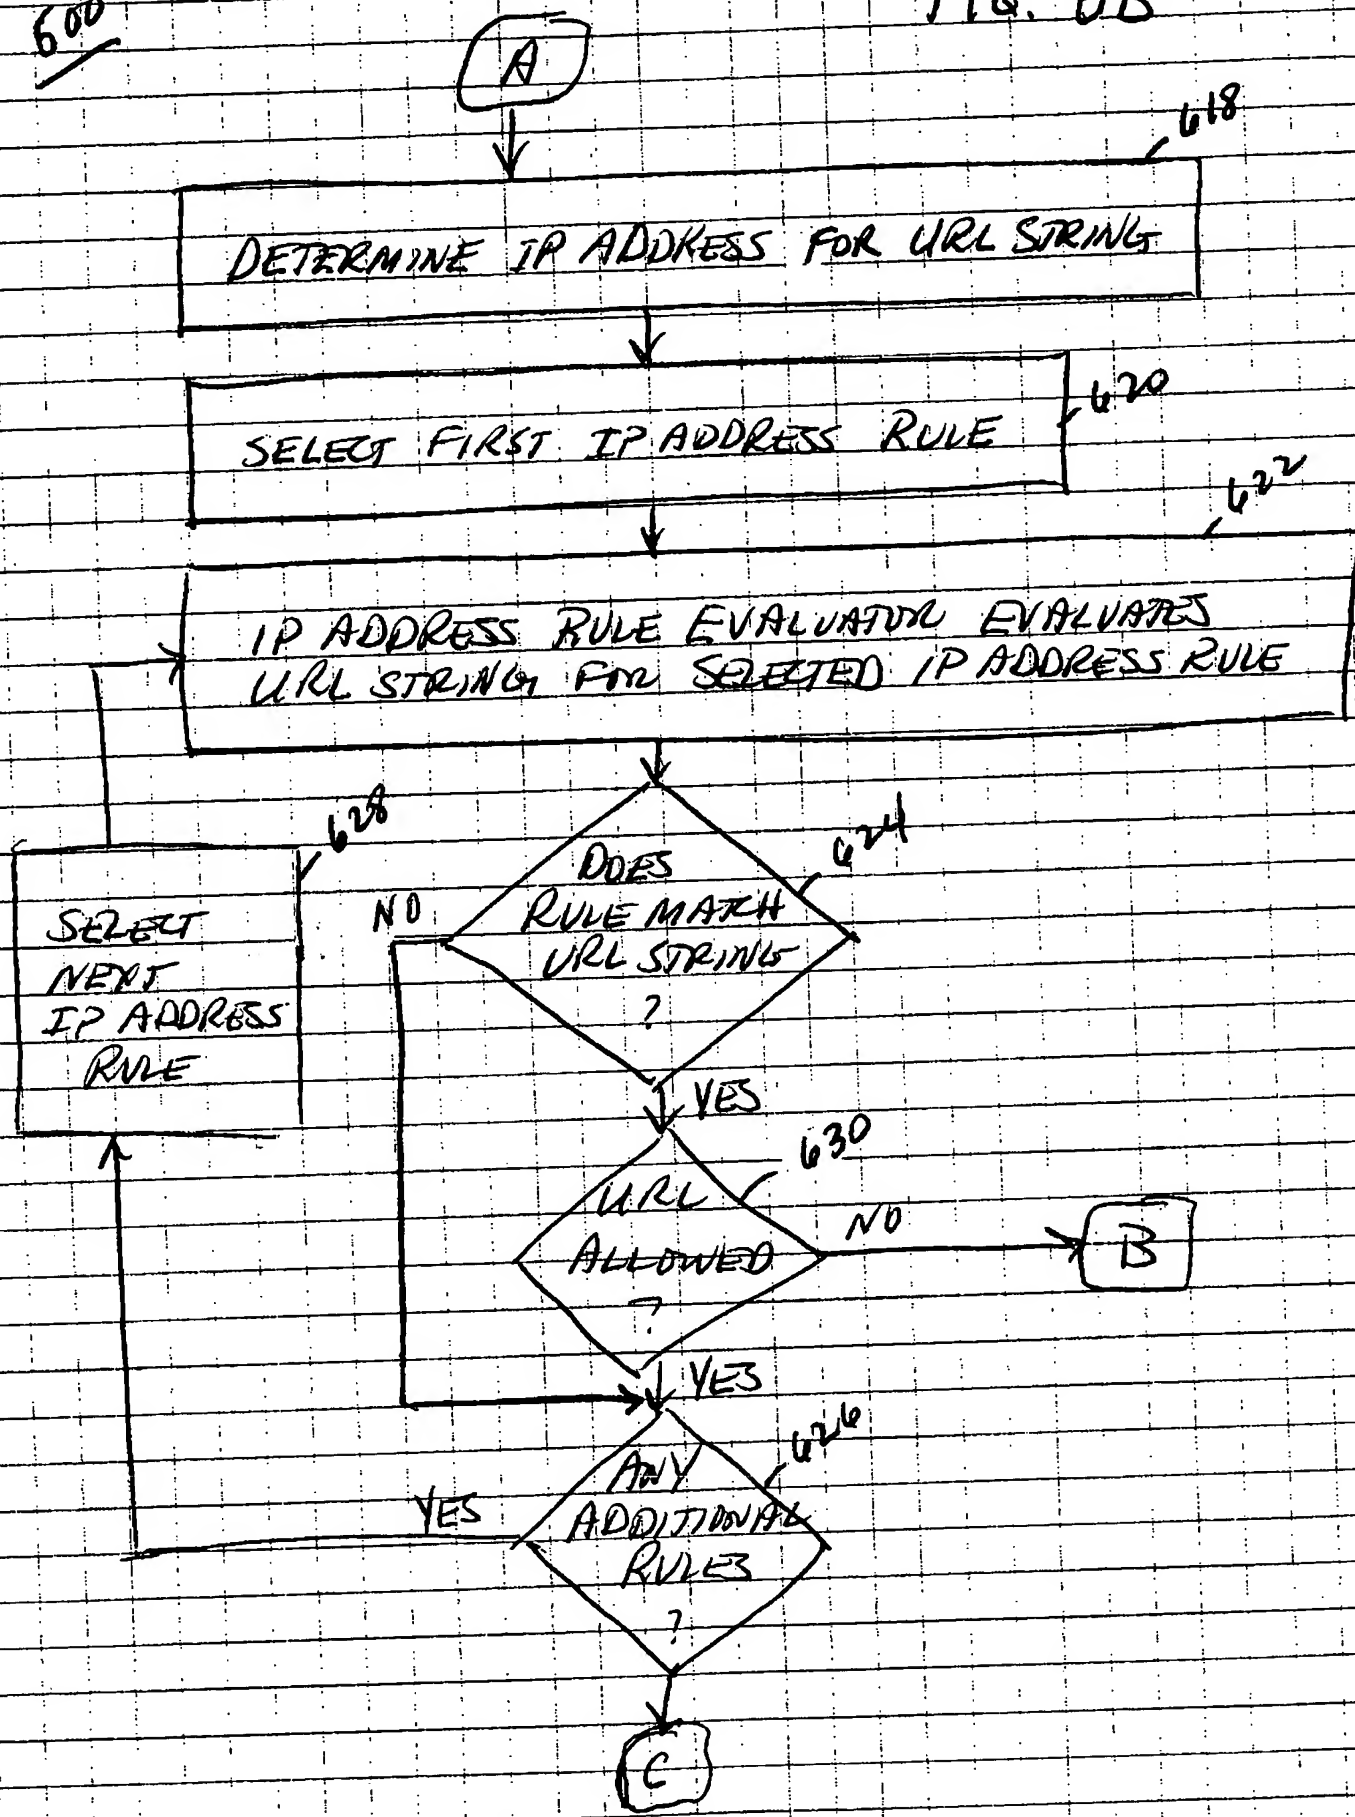 600
FIG. 6B
A
618
DETERMINE IP ADDRESS FOR URL STRING
620
SELECT FIRST IP ADDRESS RULE
622
IP ADDRESS RULE EVALUATOR EVALUATES
URL STRING FOR SELECTED IP ADDRESS RULE
628
SELECT
NEXT
IP ADDRESS
RULE
624
NO
DOES
RULE MATCH
URL STRING
?
YES
630
URL
ALLOWED
?
NO
B
YES
626
YES
ANY
ADDITIONAL
RULES
?
C